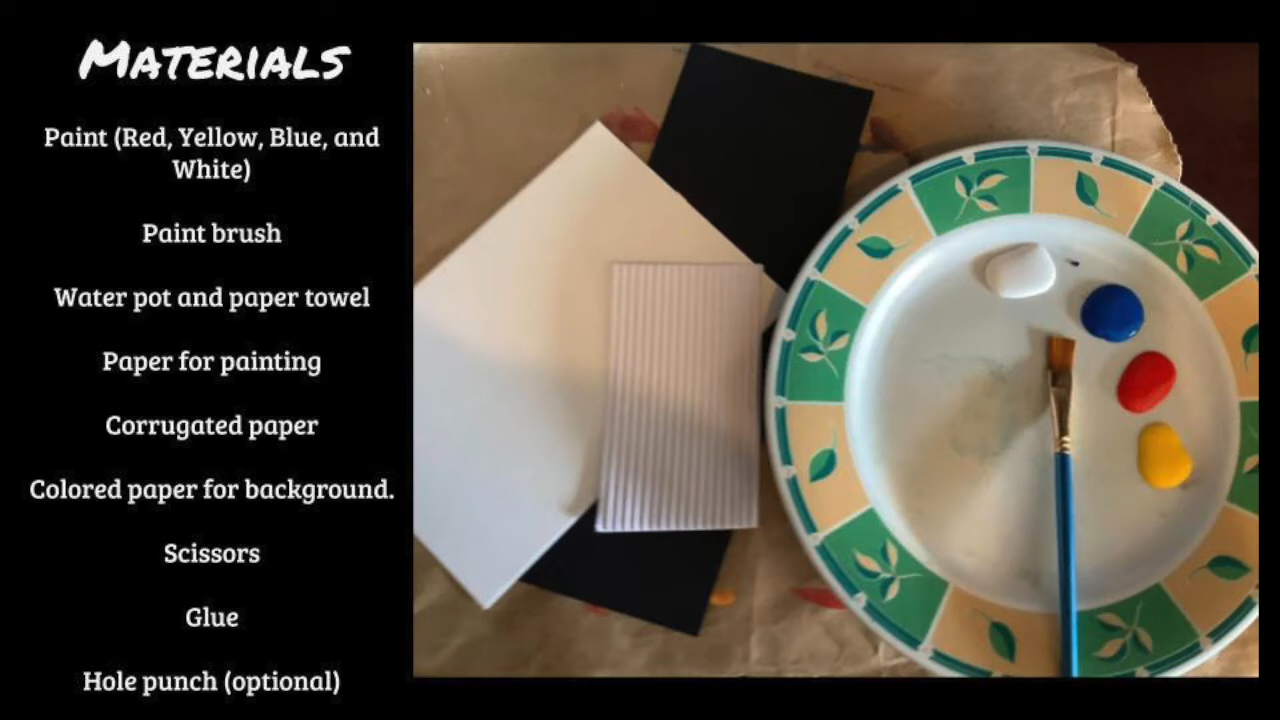 Materials
Paint (Red, Yellow, Blue, and
White)
Paint brush
Water pot and paper towel
Paper for painting
Corrugated paper
Colored paper for background.
Scissors
Glue
Hole punch (optional)